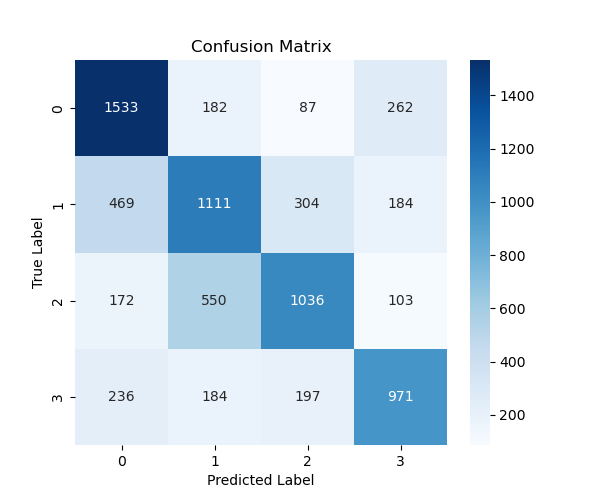 Confusion Matrix
0 1533 182 87 262
1 469 1111 304 184
2 172 550 1036 103
3 236 184 197 971
0 1 2 3
Predicted Label
True Label
1400
1200
1000
800
600
400
200